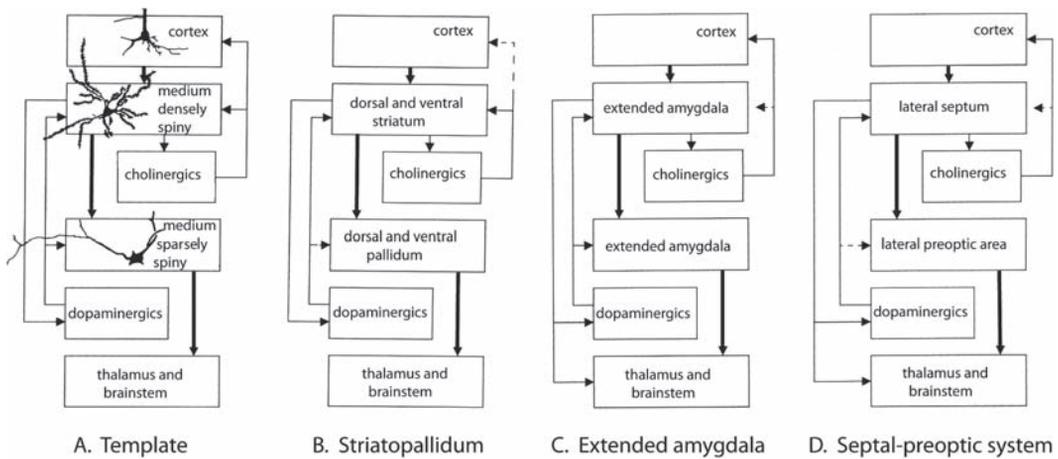 cortex
medium
densely
spiny
cholinergics
medium
sparsely
spiny
dopaminergics
thalamus and
brainstem
A. Template
cortex
dorsal and ventral
striatum
cholinergics
dorsal and ventral
pallidum
dopaminergics
thalamus and
brainstem
B. Striatopallidum
cortex
extended amygdala
cholinergics
extended amygdala
dopaminergics
thalamus and
brainstem
C. Extended amygdala
cortex
lateral septum
cholinergics
lateral preoptic area
dopaminergics
thalamus and
brainstem
D. Septal-preoptic system